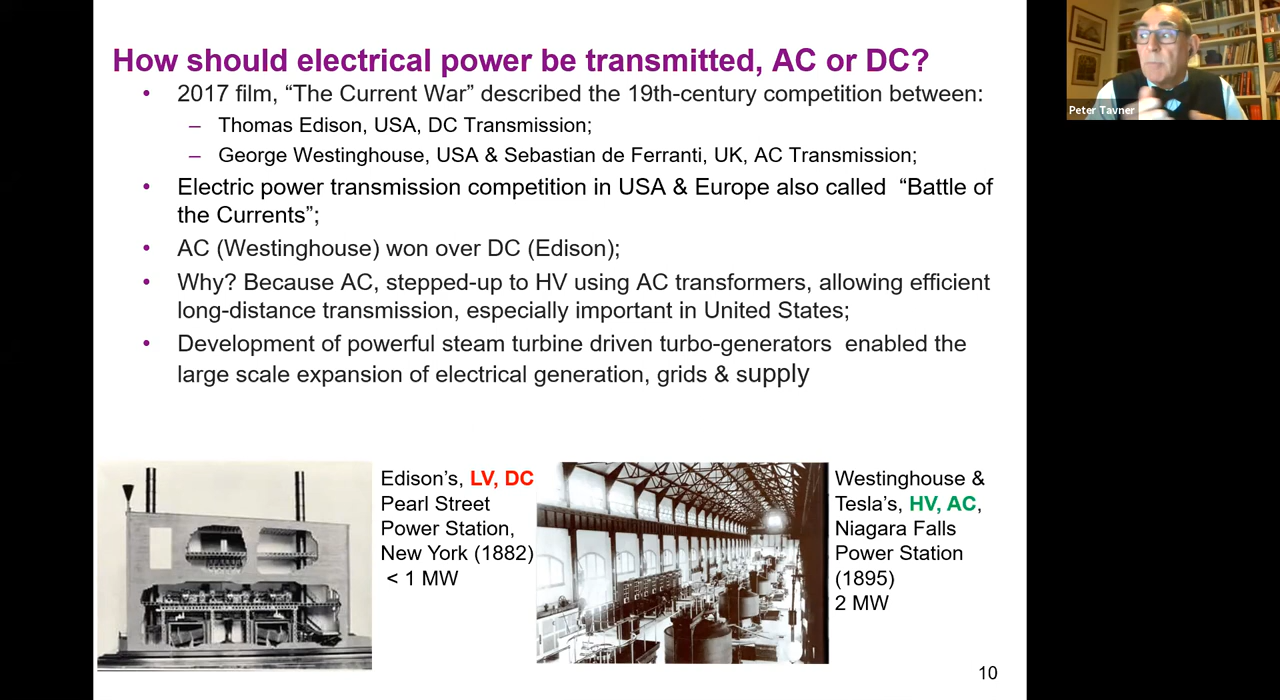 How should electrical power be transmitted, AC or DC?
• 2017 film, “The Current War” described the 19th-century competition between:
– Thomas Edison, USA, DC Transmission;
– George Westinghouse, USA & Sebastian de Ferranti, UK, AC Transmission;
• Electric power transmission competition in USA & Europe also called “Battle of
the Currents”;
• AC (Westinghouse) won over DC (Edison);
• Why? Because AC, stepped-up to HV using AC transformers, allowing efficient
long-distance transmission, especially important in United States;
• Development of powerful steam turbine driven turbo-generators enabled the
large scale expansion of electrical generation, grids & supply
Edison’s, LV, DC
Pearl Street
Power Station,
New York (1882)
< 1 MW
Westinghouse &
Tesla’s, HV, AC,
Niagara Falls
Power Station
(1895)
2 MW
10
Peter Tavner